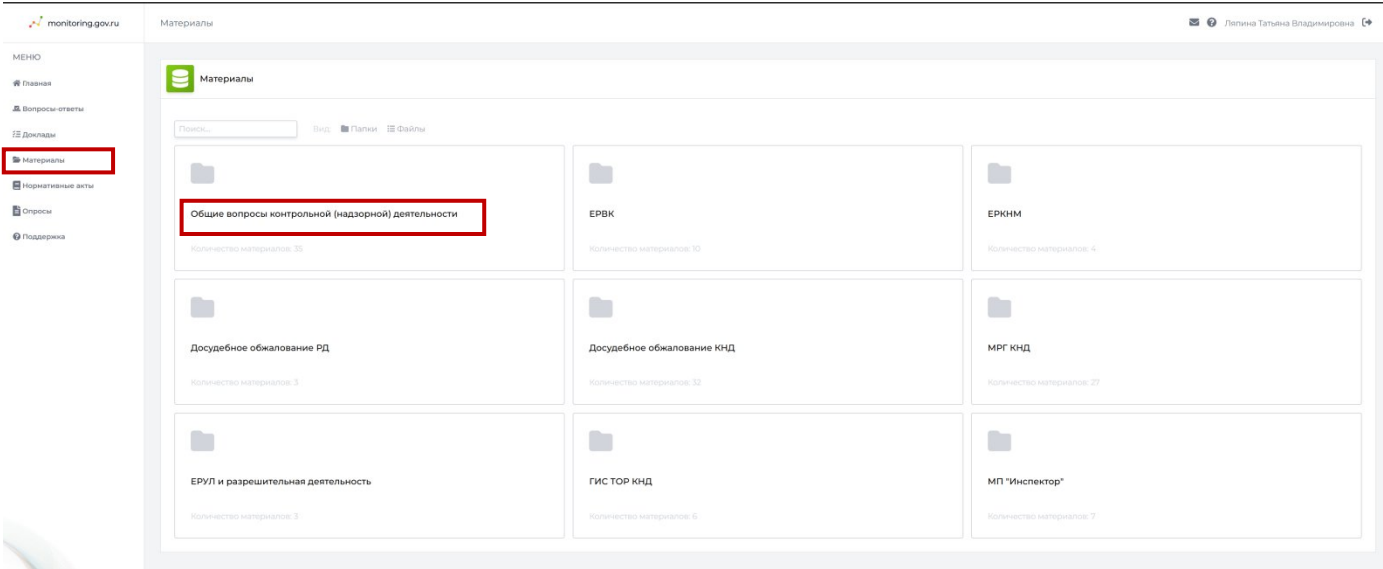 monitoring.gov.ru
Материалы
Ляпина Татьяна Владимировна
МЕНЮ
Главная
Вопросы-ответы
Доклады
Материалы
Нормативные акты
Опросы
Поддержка
Материалы
Поиск...
Вид: Папки Файлы
Общие вопросы контрольной (надзорной) деятельности
Количество материалов: 35
ЕРВК
Количество материалов: 10
ЕРКНМ
Количество материалов: 4
Досудебное обжалование РД
Количество материалов: 3
Досудебное обжалование КНД
Количество материалов: 32
МРГ КНД
Количество материалов: 27
ЕРУЛ и разрешительная деятельность
Количество материалов: 3
ГИС ТОР КНД
Количество материалов: 6
МП "Инспектор"
Количество материалов: 7